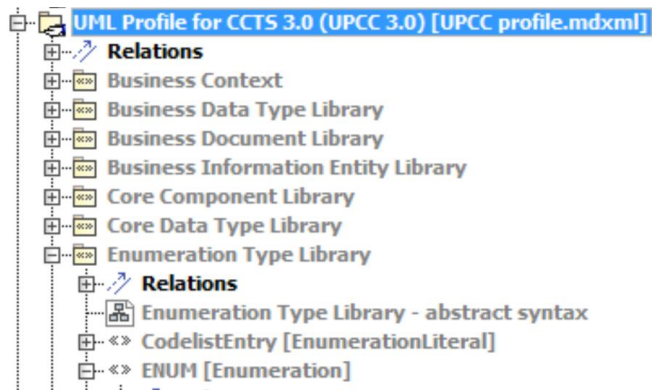 UML Profile for CCTS 3.0 (UPCC 3.0) [UPCC profile.mdxml]
Relations
Business Context
Business Data Type Library
Business Document Library
Business Information Entity Library
Core Component Library
Core Data Type Library
Enumeration Type Library
Relations
Enumeration Type Library - abstract syntax
«» CodelistEntry [EnumerationLiteral]
«» ENUM [Enumeration]